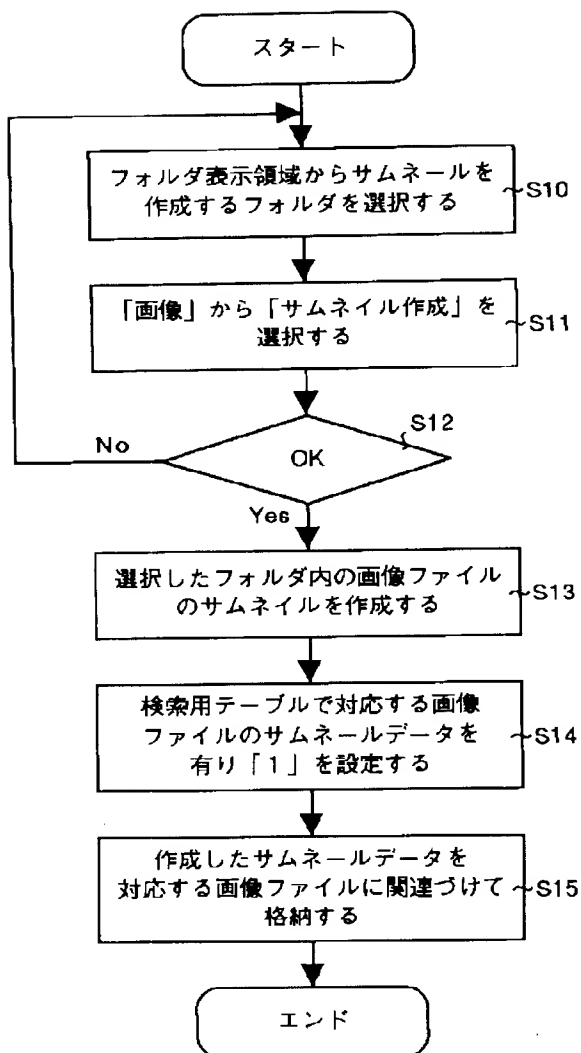 スタート
フォルダ表示領域からサムネールを
作成するフォルダを選択する
~S10
「画像」から「サムネイル作成」を
選択する
~S11
S12
No
OK
Yes
選択したフォルダ内の画像ファイル
のサムネイルを作成する
~S13
検索用テーブルで対応する画像
ファイルのサムネールデータを
有り「1」を設定する
~S14
作成したサムネールデータを
対応する画像ファイルに関連づけて
格納する
~S15
エンド